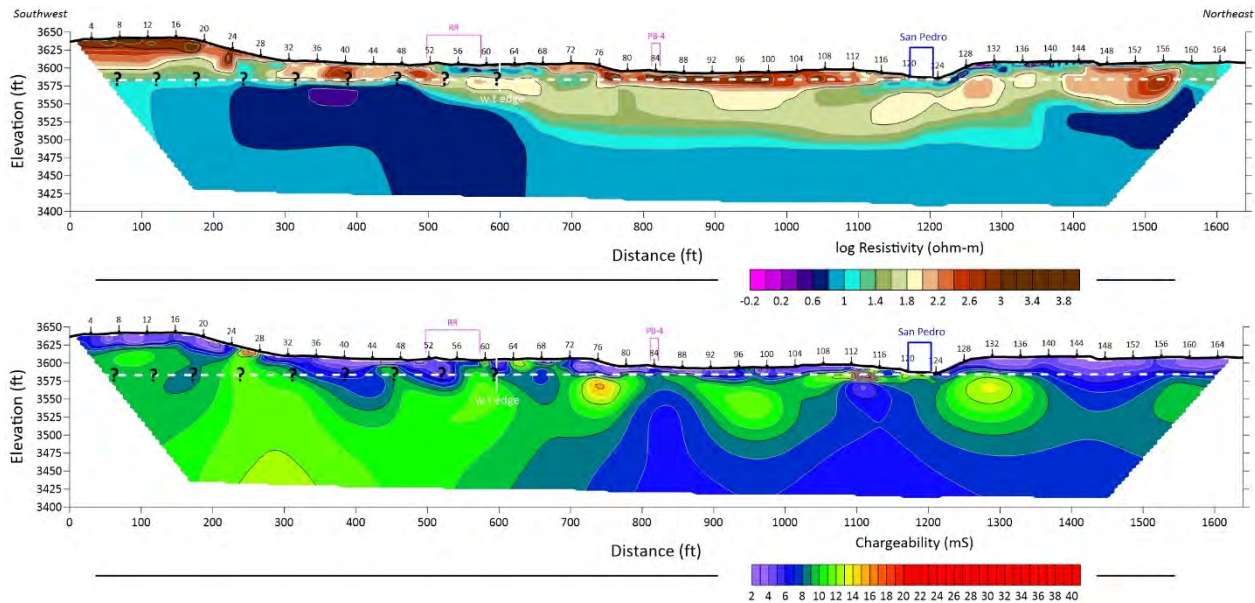 Southwest
Northeast
RR
PB-4
San Pedro
4 8 12 16 20 24 28 32 36 40 44 48 52 56 60 64 68 72 76 80 84 88 92 96 100 104 108 112 116 120 124 128 132 136 140 144 148 152 156 160 164
3650
3600
3575
3550
3525
3500
3475
3450
3425
3400
Elevation (ft)
? ? ? ? ? ? ? ? ?
w.t edge
0 100 200 300 400 500 600 700 800 900 1000 1100 1200 1300 1400 1500 1600
Distance (ft)
log Resistivity (ohm-m)
-0.2 0.2 0.6 1 1.4 1.8 2.2 2.6 3 3.4 3.8
RR
PB-4
San Pedro
4 8 12 16 20 24 28 32 36 40 44 48 52 56 60 64 68 72 76 80 84 88 92 96 100 104 108 112 116 120 124 128 132 136 140 144 148 152 156 160 164
3650
3600
3575
3550
3500
3450
3400
Elevation (ft)
? ? ? ? ? ? ? ? ?
w.t edge
0 100 200 300 400 500 600 700 800 900 1000 1100 1200 1300 1400 1500 1600
Distance (ft)
Chargeability (mS)
2 4 6 8 10 12 14 16 18 20 22 24 26 28 30 32 34 36 38 40